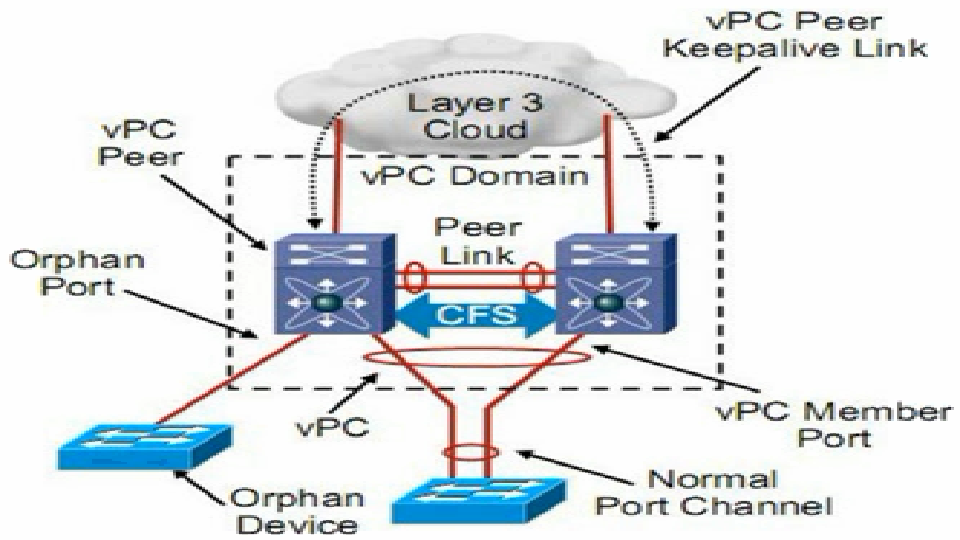 vPC Peer
Keepalive Link
Layer 3
Cloud
vPC
Peer
vPC Domain
Peer
Link
Orphan
Port
CFS
vPC
vPC Member
Port
Normal
Port Channel
Orphan
Device